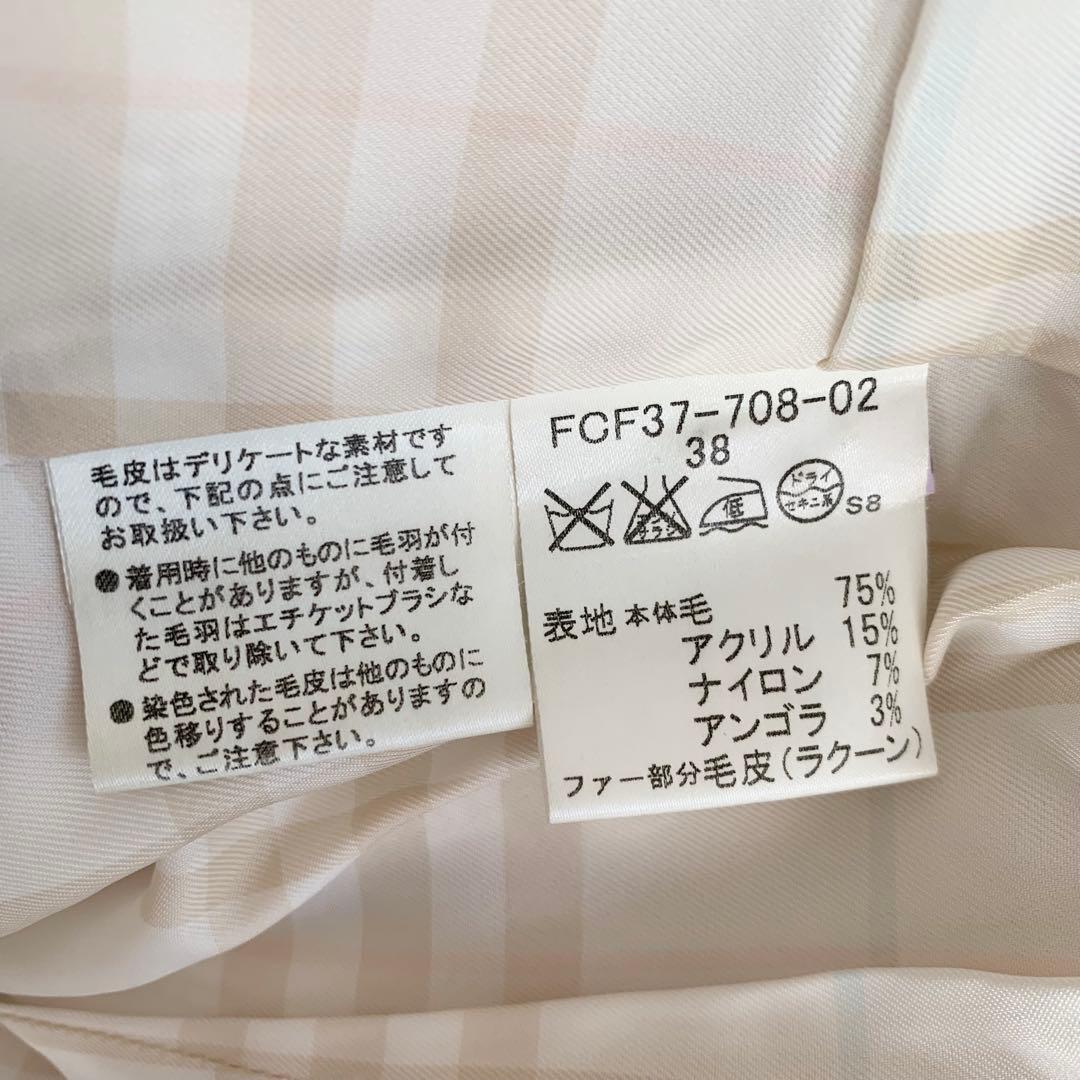 毛皮はデリケートな素材です
ので、下記の点にご注意して
お取扱い下さい。
●着用時に他のものに毛羽が付
くことがありますが、付着し
た毛羽はエチケットブラシな
どで取り除いて下さい。
●染色された毛皮は他のものに
色移りすることがありますの
で、ご注意下さい。
FCF37-708-02
38
エンソ サラシ 低 ドライ セキユ系 S8
表地 本体毛 75%
アクリル 15%
ナイロン 7%
アンゴラ 3%
ファー部分毛皮(ラクーン)